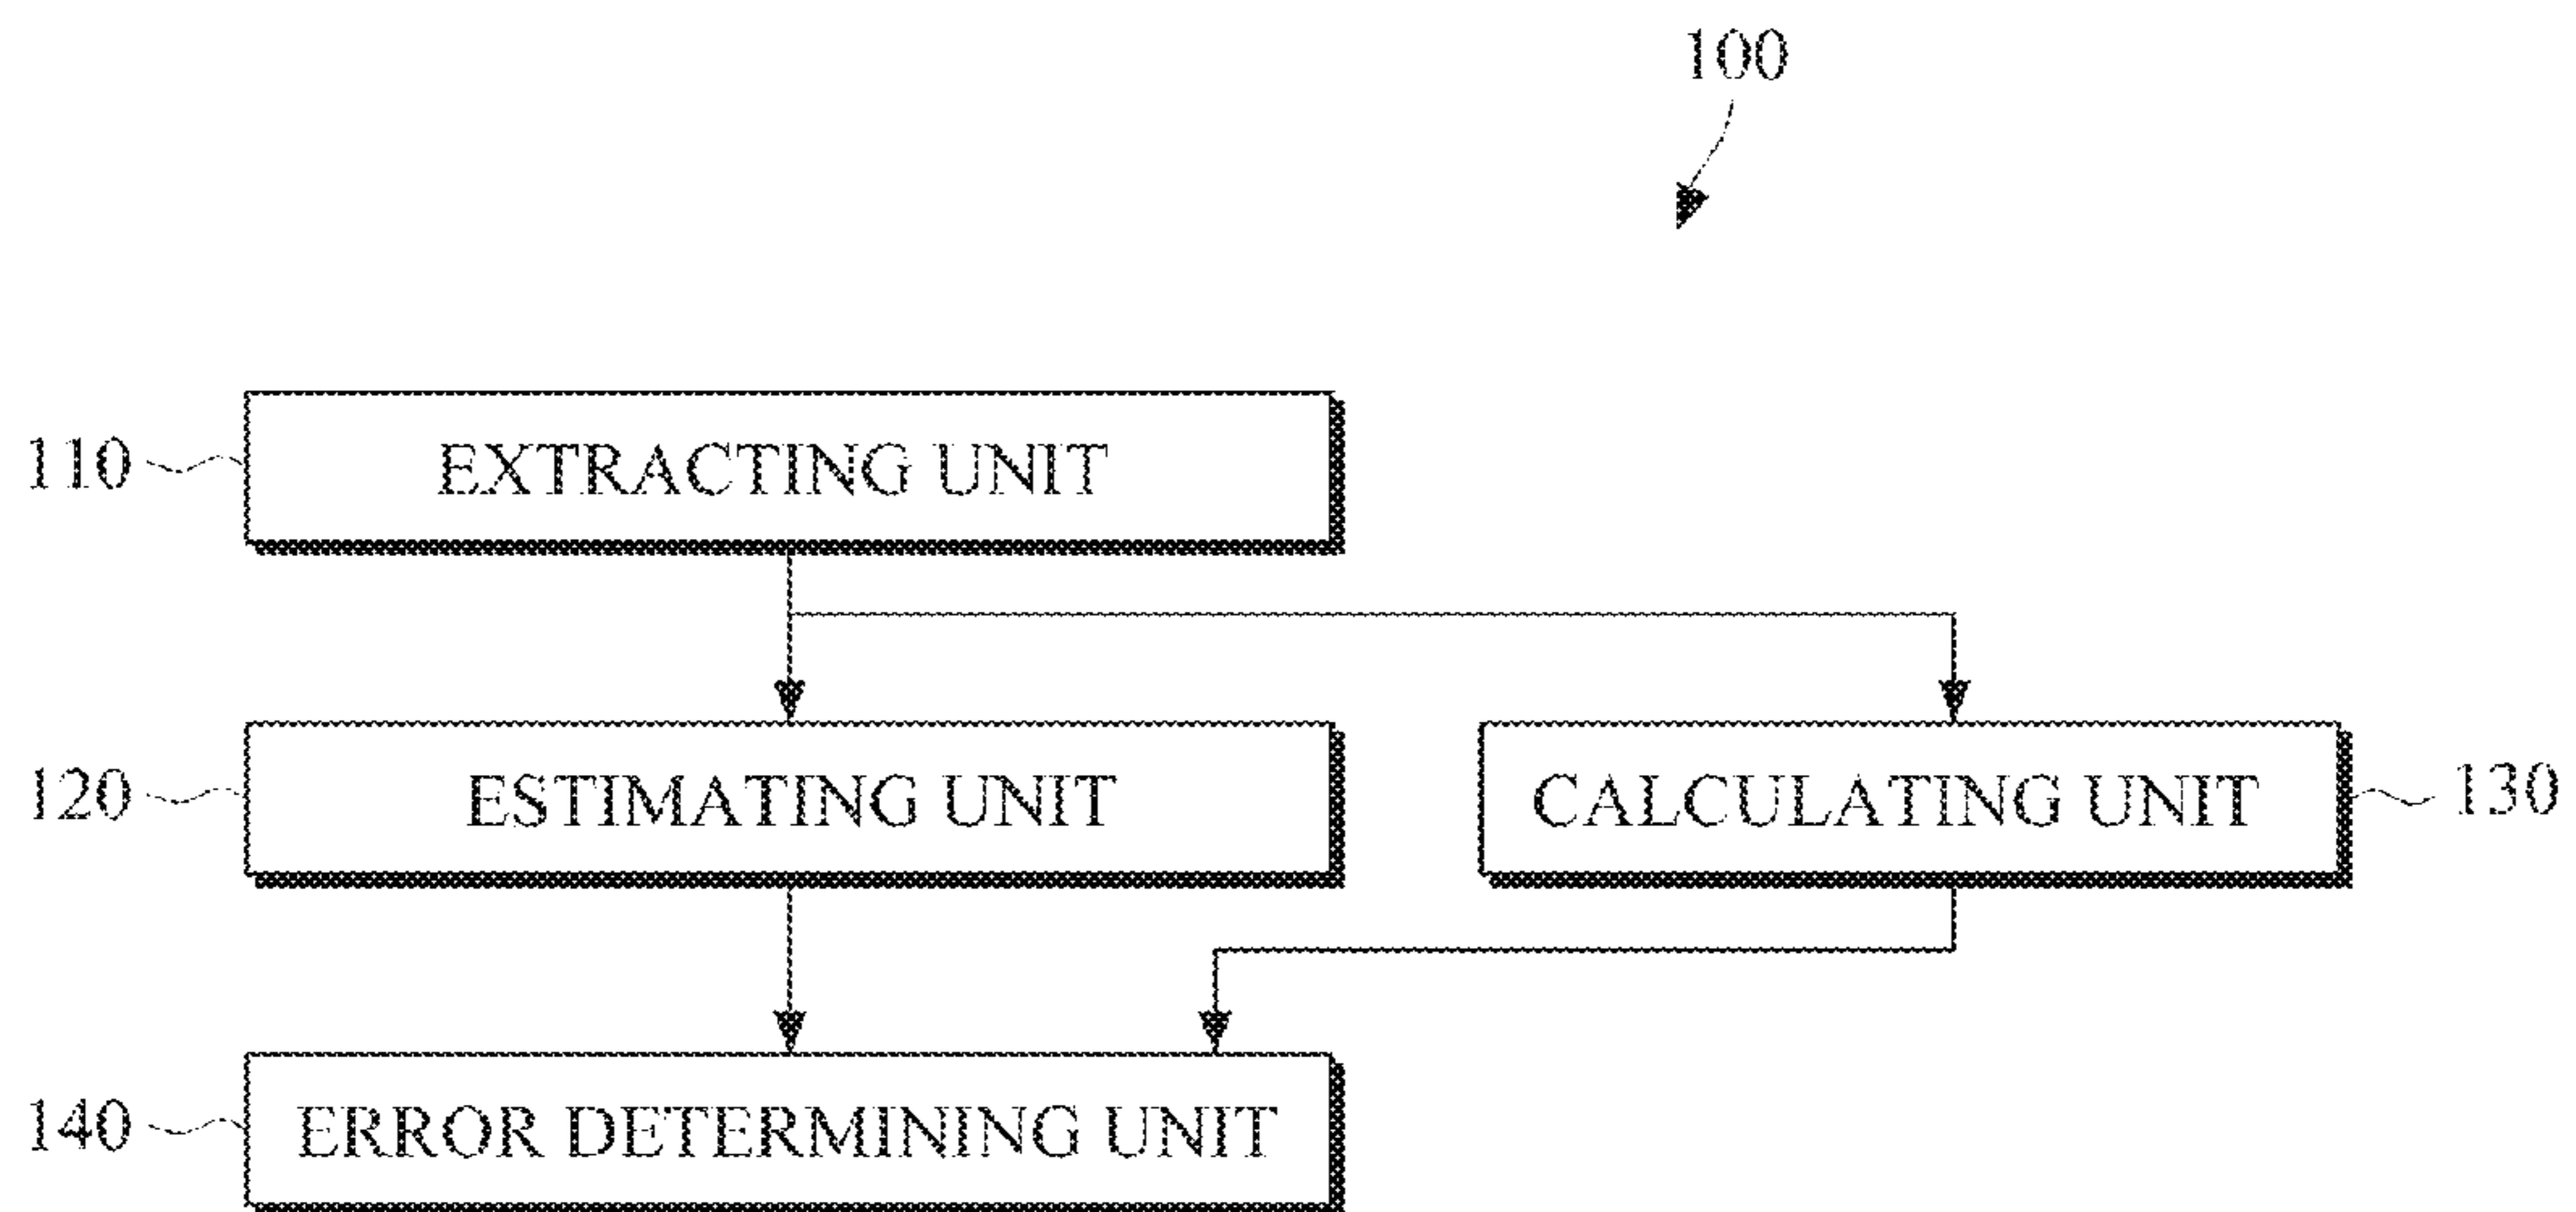 100
110 EXTRACTING UNIT
120 ESTIMATING UNIT CALCULATING UNIT 130
140 ERROR DETERMINING UNIT